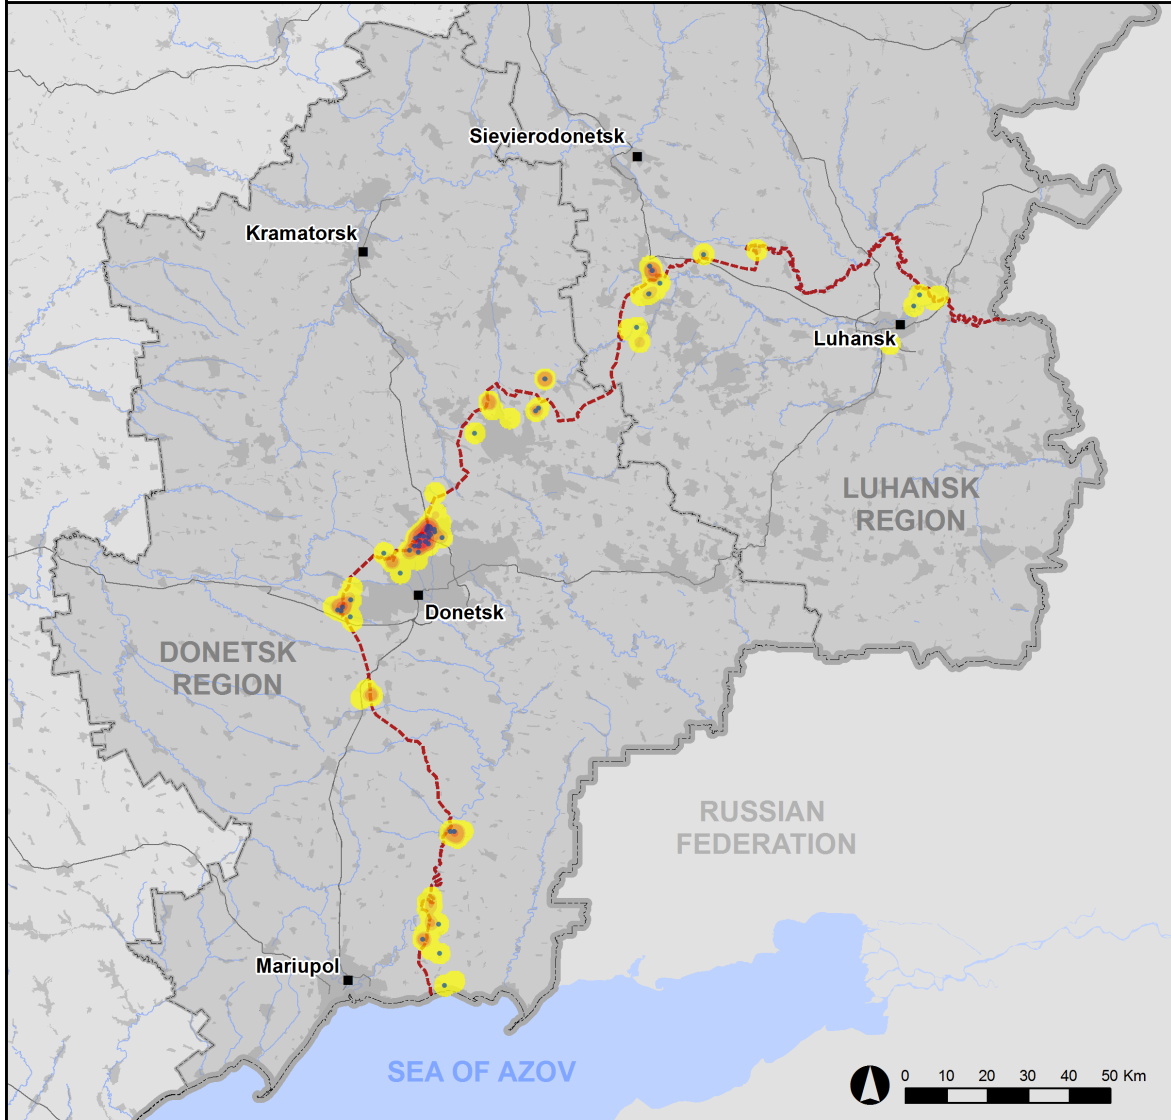 Sievierodonetsk
Kramatorsk
Luhansk
LUHANSK
REGION
Donetsk
DONETSK
REGION
RUSSIAN
FEDERATION
Mariupol
SEA OF AZOV
0 10 20 30 40 50 Km